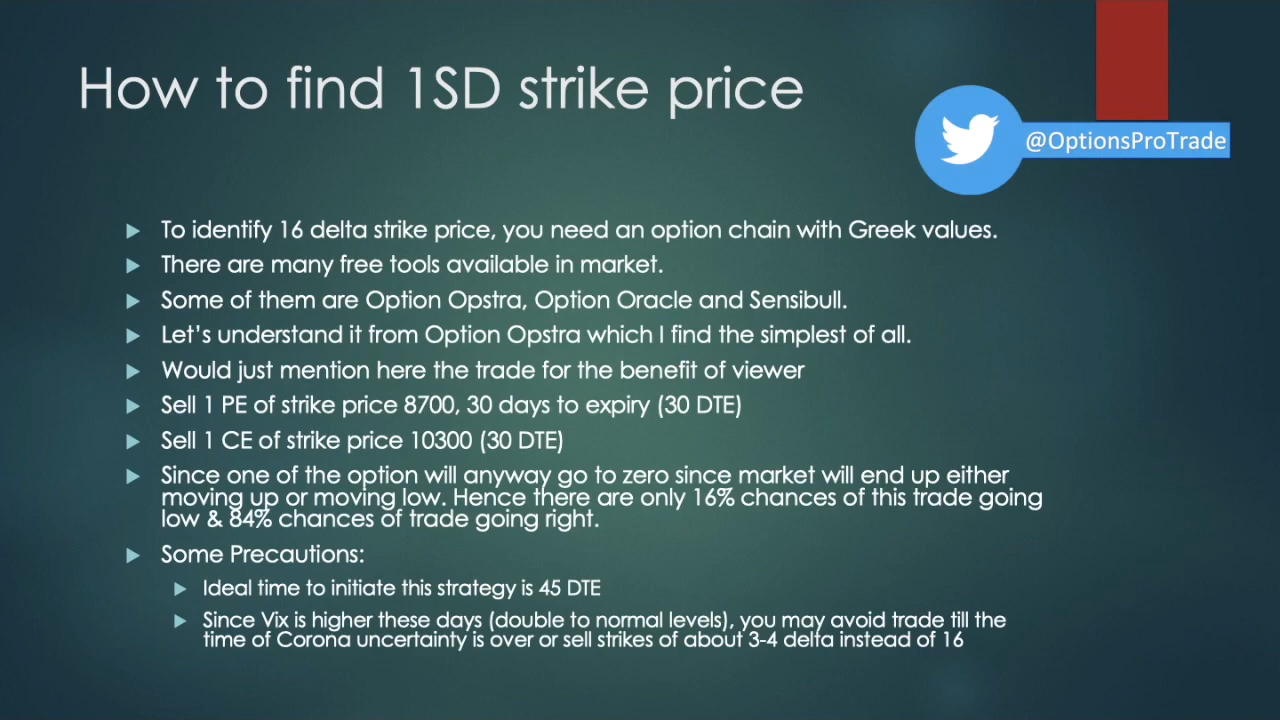 How to find 1SD strike price
@OptionsProTrade
To identify 16 delta strike price, you need an option chain with Greek values.
There are many free tools available in market.
Some of them are Option Opstra, Option Oracle and Sensibull.
Let's understand it from Option Opstra which I find the simplest of all.
Would just mention here the trade for the benefit of viewer
Sell 1 PE of strike price 8700, 30 days to expiry (30 DTE)
Sell 1 CE of strike price 10300 (30 DTE)
Since one of the option will anyway go to zero since market will end up either
moving up or moving low. Hence there are only 16% chances of this trade going
low & 84% chances of trade going right.
Some Precautions:
Ideal time to initiate this strategy is 45 DTE
Since Vix is higher these days (double to normal levels), you may avoid trade till the
time of Corona uncertainty is over or sell strikes of about 3-4 delta instead of 16